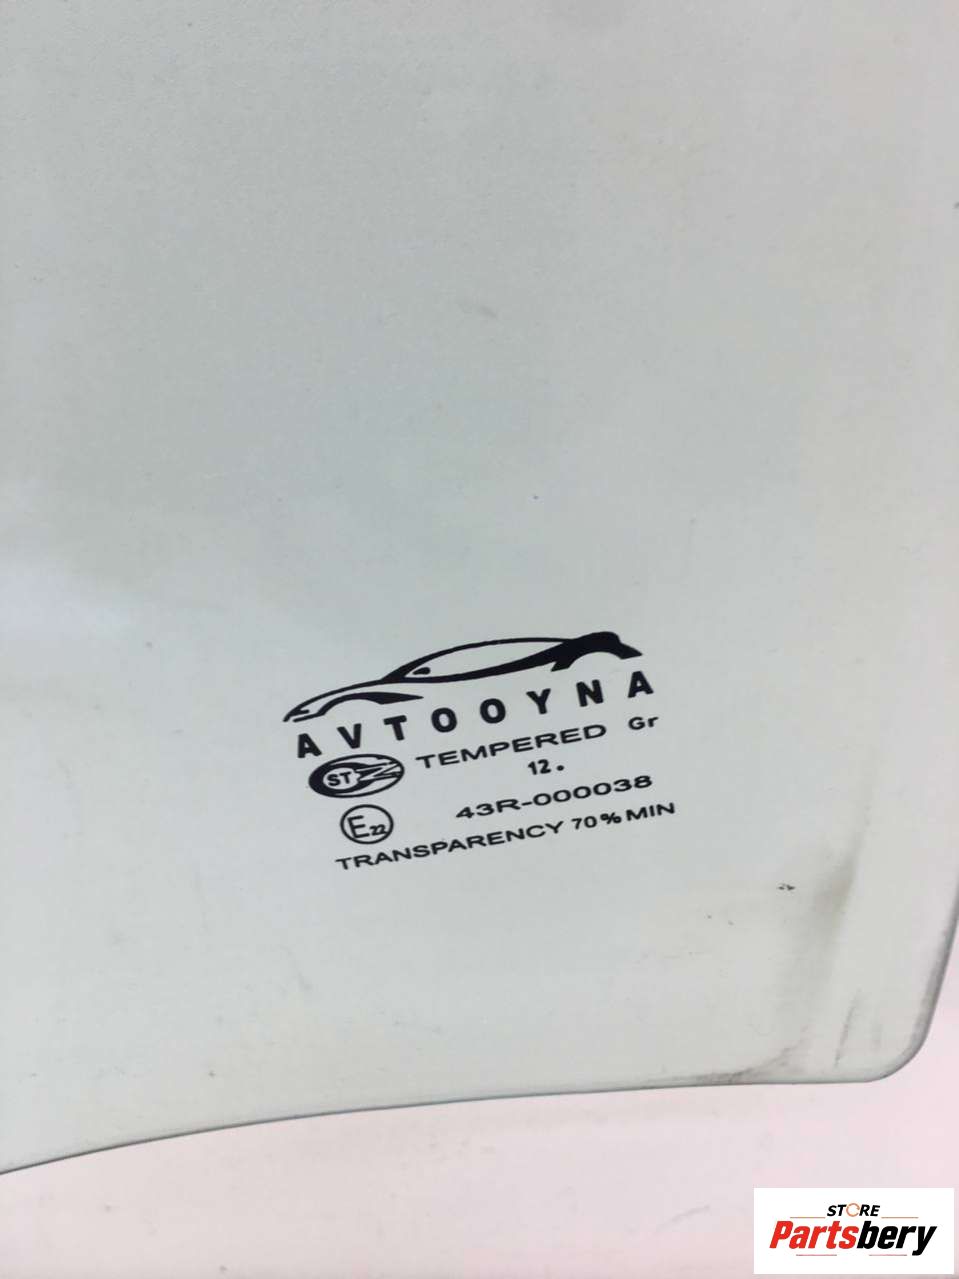 AVTOOYNA
ST TEMPERED Gr
12.
E22 43R-000038
TRANSPARENCY 70% MIN
STORE
Partsbery